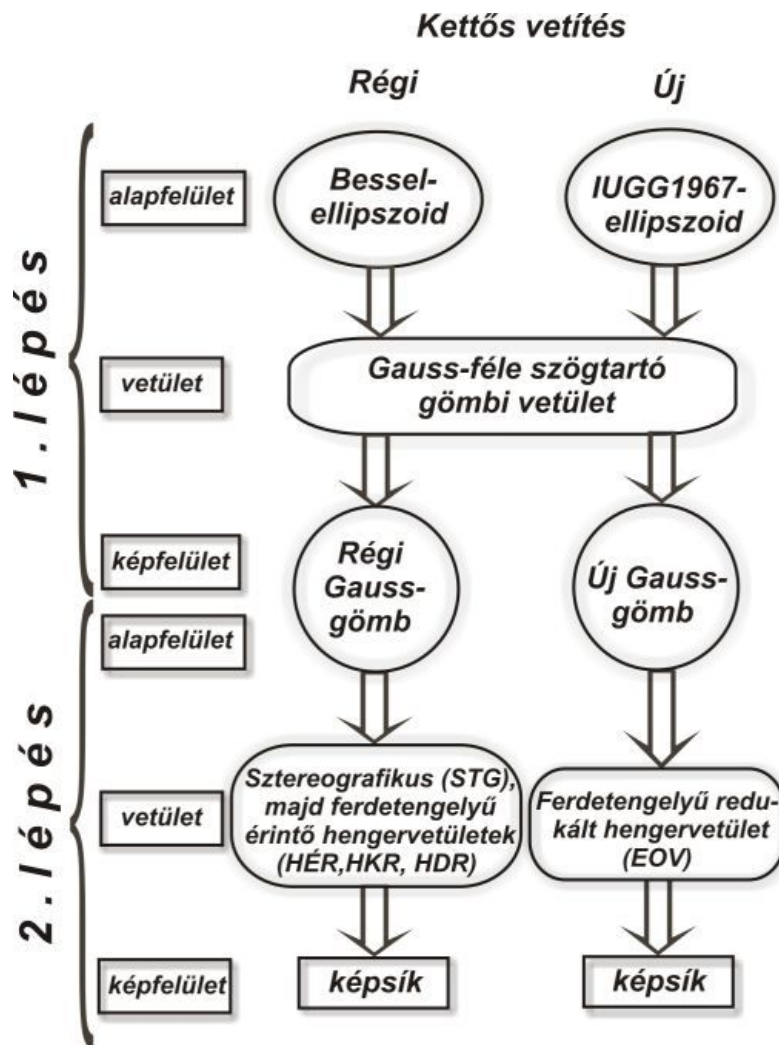 Kettős vetítés
Régi
Új
1. lépés
alapfelület
Bessel-
ellipszoid
IUGG1967-
ellipszoid
vetület
Gauss-féle szögtartó
gömbi vetület
képfelület
Régi
Gauss-
gömb
Új Gauss-
gömb
2. lépés
alapfelület
vetület
Sztereografikus (STG),
majd ferdetengelyű
érintő hengervetületek
(HÉR,HKR, HDR)
Ferdetengelyű redu-
kált hengervetület
(EOV)
képfelület
képsík
képsík